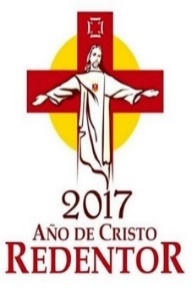 2017
AÑO DE CRISTO
REDENTOR